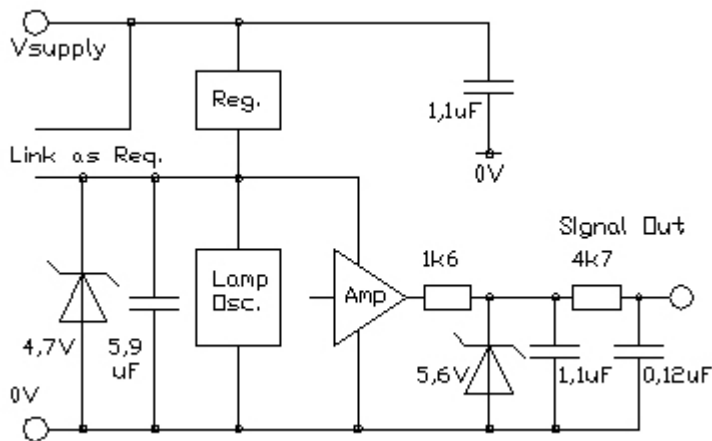 Vsupply
Reg.
1,1uF
Link as Req.
0V
SIgnal Out
1k6
4k7
Lamp
Osc.
Amp
4,7V
5,9
uF
5,6V
1,1uF
0,12uF
0V